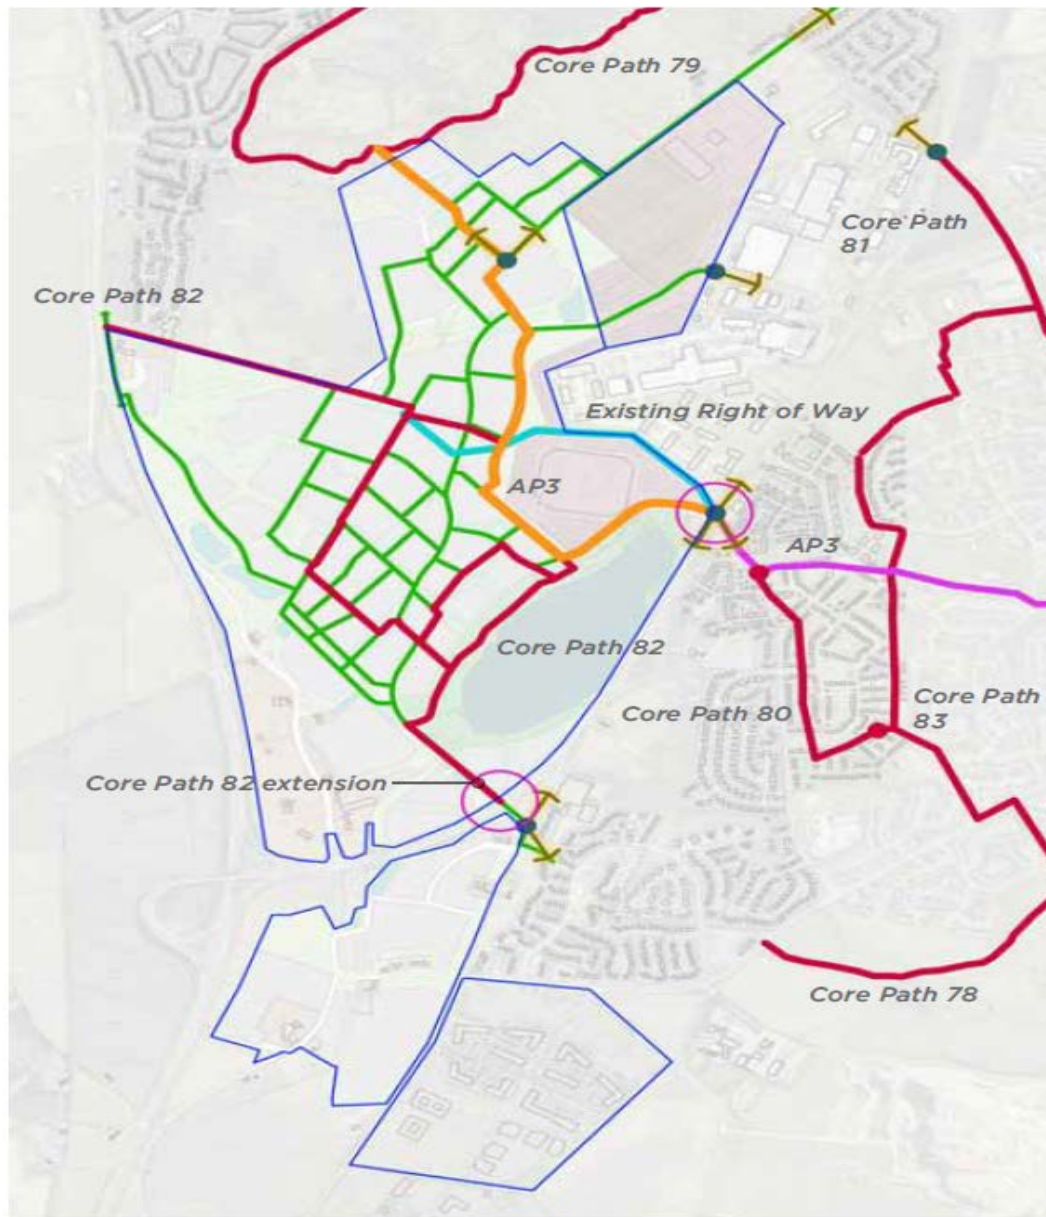 Core Path 79
Core Path
81
Core Path 82
Existing Right of Way
AP3
AP3
Core Path 82
Core Path 80
Core Path
83
Core Path 82 extension
Core Path 78